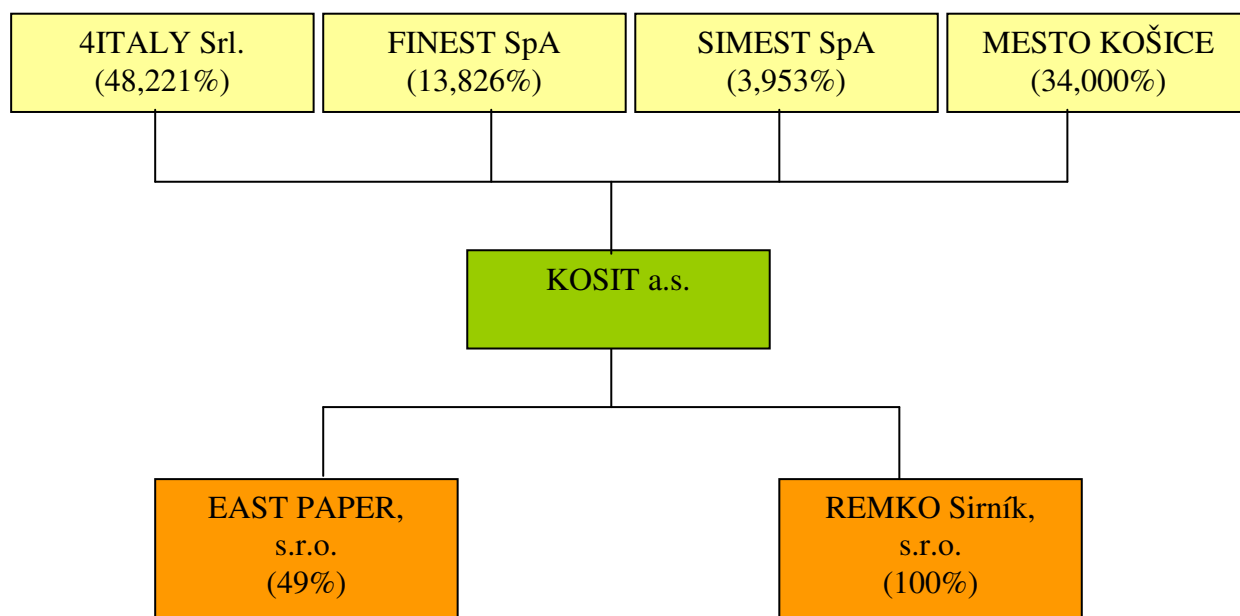 4ITALY Srl.
(48,221%)
FINEST SpA
(13,826%)
SIMEST SpA
(3,953%)
MESTO KOŠICE
(34,000%)
KOSIT a.s.
EAST PAPER,
s.r.o.
(49%)
REMKO Sirník,
s.r.o.
(100%)